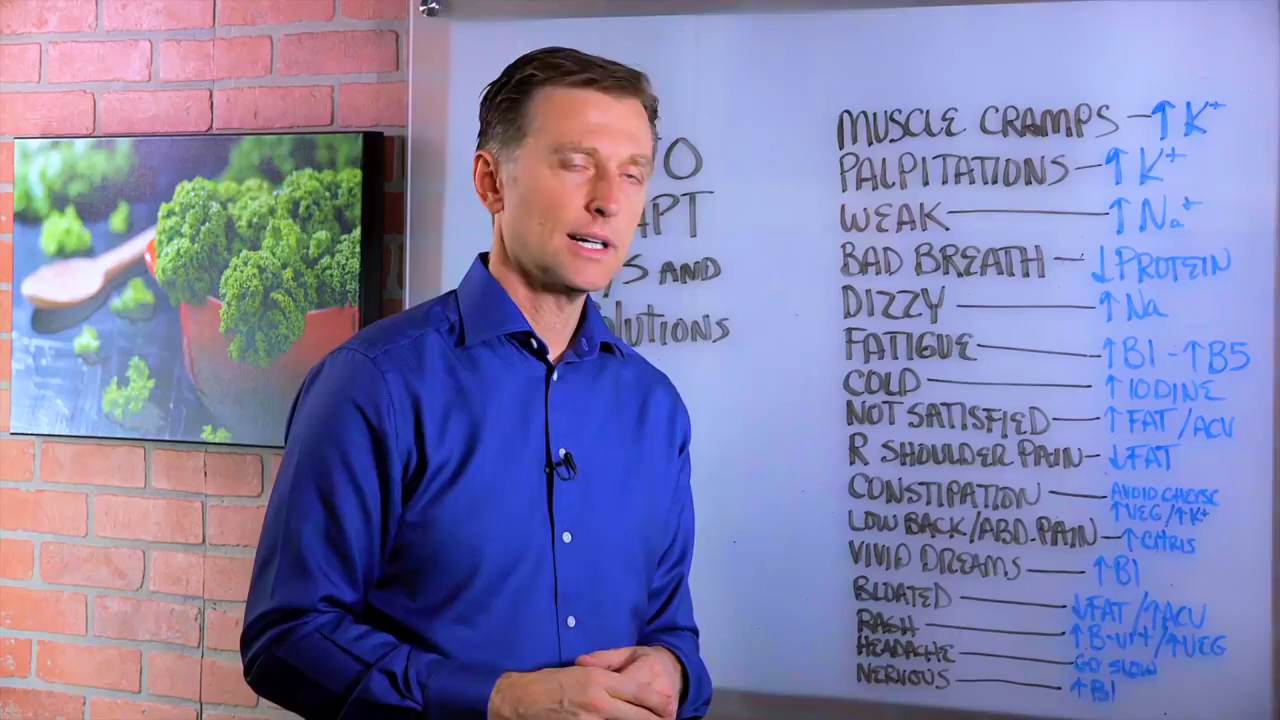 TO
APT
AND
MUSCLE CRAMPS – ↑ K+
PALPITATIONS – ↑ K+
WEAK – ↑ Na+
BAD BREATH – ↓ PROTEIN
DIZZY – ↑ Na
FATIGUE – ↑ B1 - ↑ B5
COLD – ↑ IODINE
NOT SATISFIED – ↑ FAT / ACV
R SHOULDER PAIN – ↓ FAT
CONSTIPATION – AVOID CHEESE
↑ VEG / ↑ K+
LOW BACK/ABD. PAIN – ↑ CITRIS
VIVID DREAMS – ↑ B1
BLOATED – ↓ FAT / ↑ ACV
RASH – ↑ B-VIT / ↑ VEG
HEADACHE – GO SLOW
NERVOUS – ↑ B1